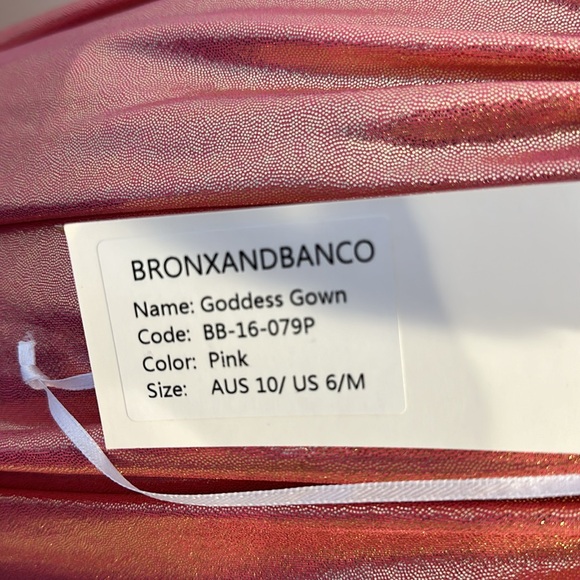 BRONXANDBANCO
Name: Goddess Gown
Code: BB-16-079P
Color: Pink
Size: AUS 10/ US 6/M